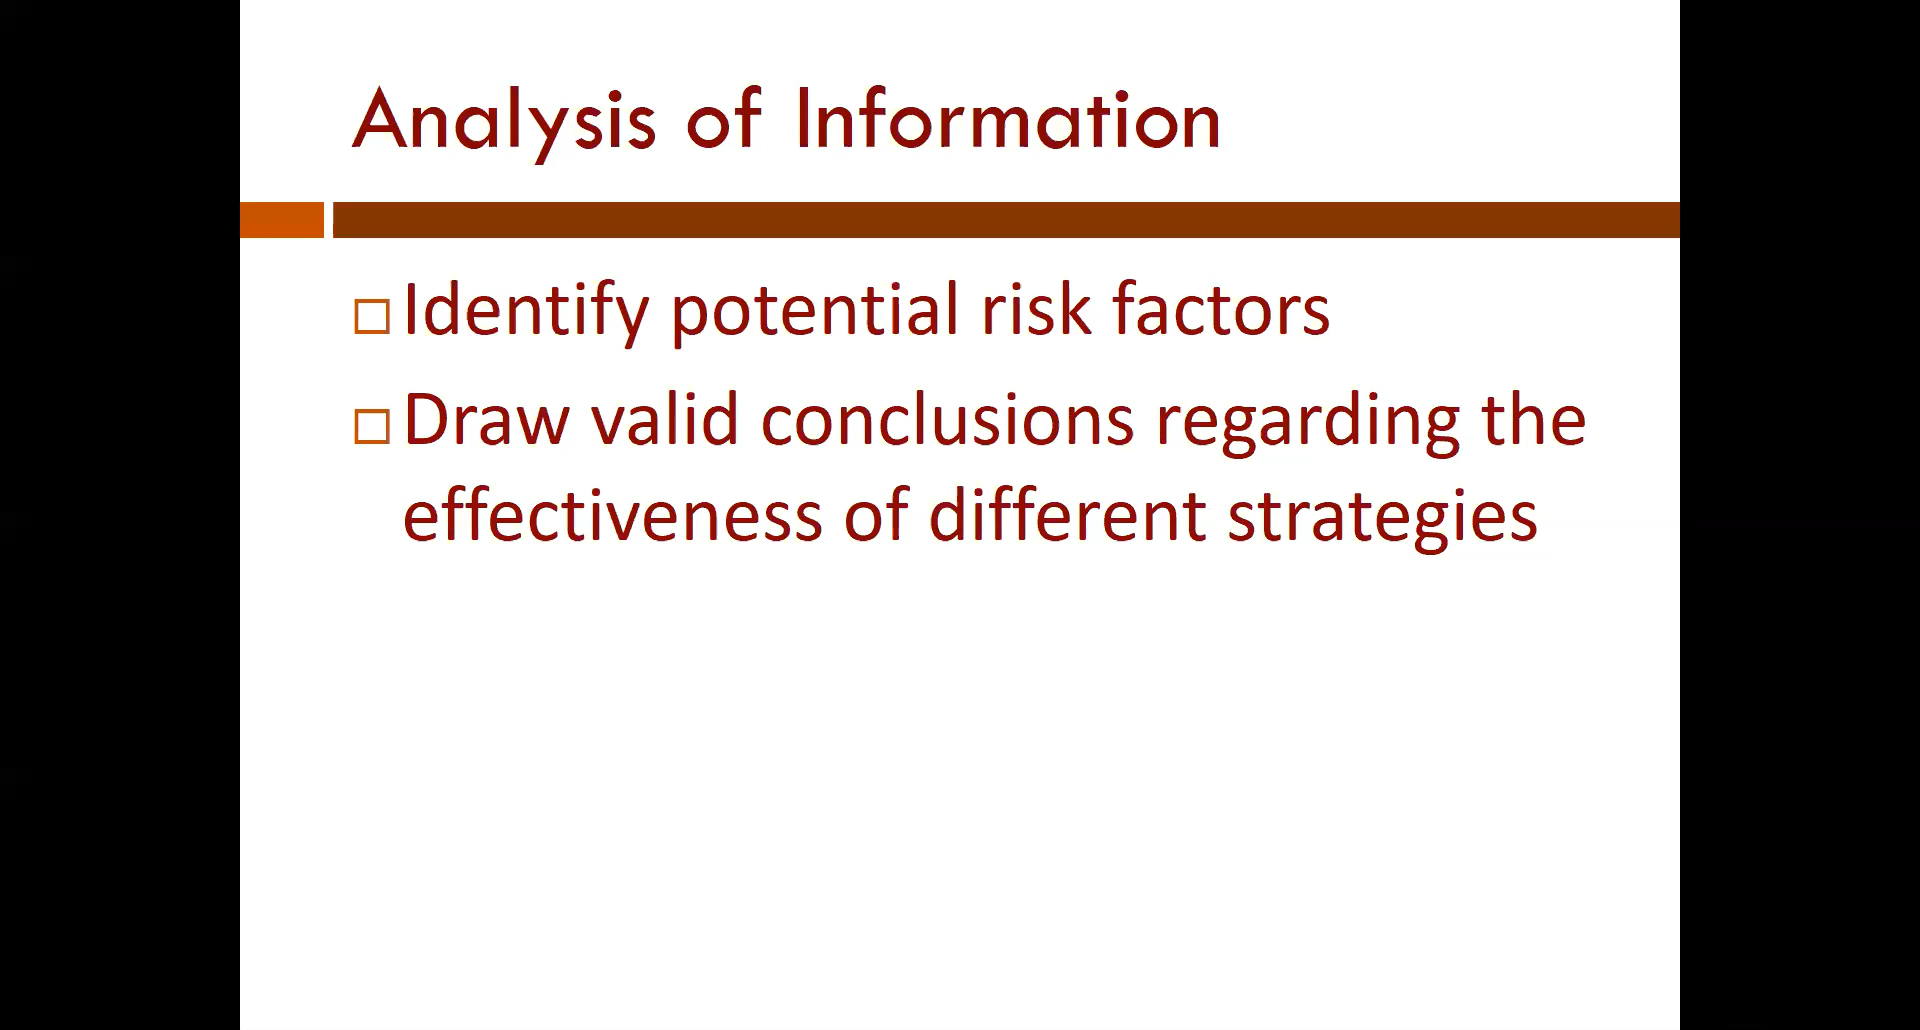 Analysis of Information
Identify potential risk factors
Draw valid conclusions regarding the
effectiveness of different strategies